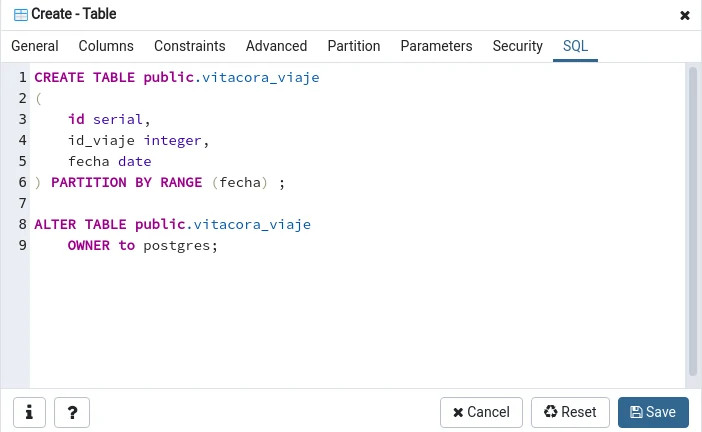 Create - Table
General Columns Constraints Advanced Partition Parameters Security SQL
1 CREATE TABLE public.vitacora_viaje
2 (
3     id serial,
4     id_viaje integer,
5     fecha date
6 ) PARTITION BY RANGE (fecha) ;
7
8 ALTER TABLE public.vitacora_viaje
9     OWNER to postgres;
i ? Cancel Reset Save